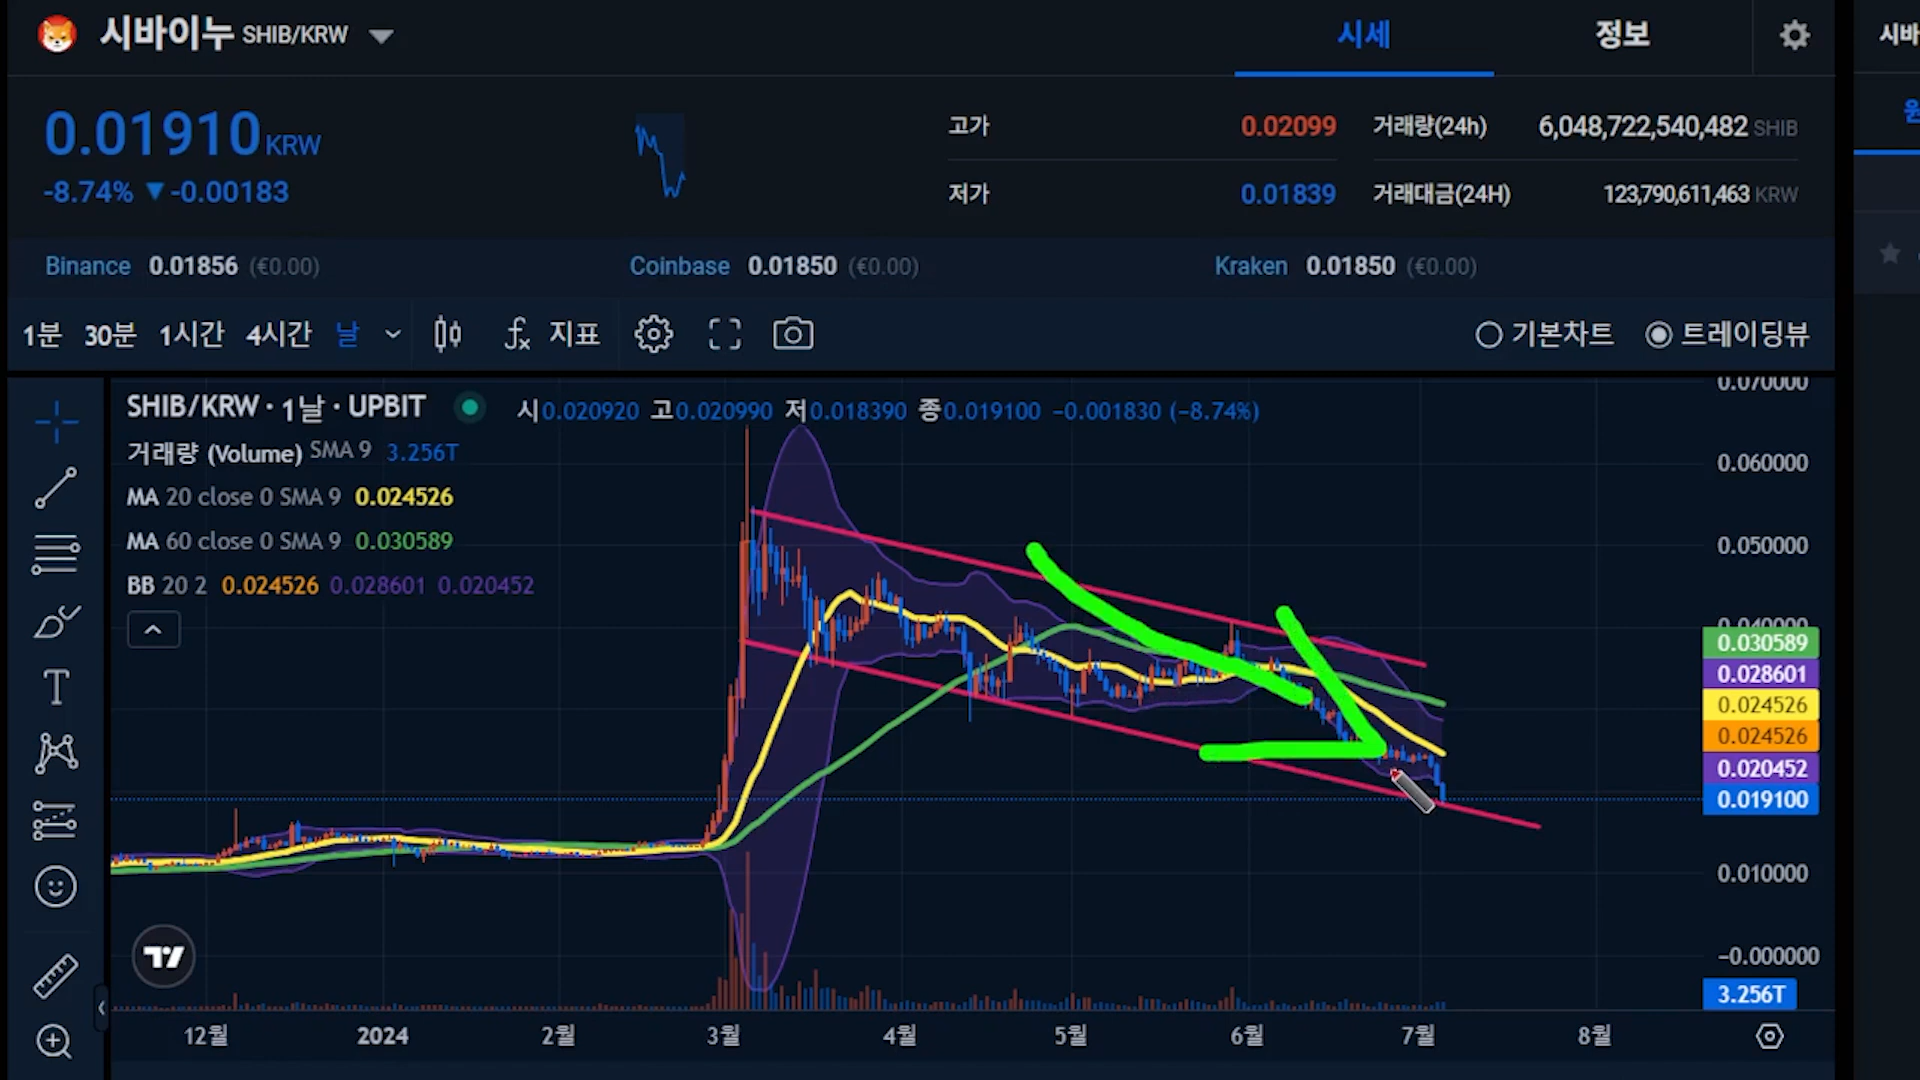 시바이누 SHIB/KRW
시세
정보
시바
0.01910 KRW
-8.74% ▼ -0.00183
고가 0.02099
거래량(24h) 6,048,722,540,482 SHIB
저가 0.01839
거래대금(24H) 123,790,611,463 KRW
원
Binance 0.01856 (€0.00)
Coinbase 0.01850 (€0.00)
Kraken 0.01850 (€0.00)
1분 30분 1시간 4시간 날 지표
기본차트 트레이딩뷰
SHIB/KRW · 1날 · UPBIT
시0.020920 고0.020990 저0.018390 종0.019100 −0.001830 (−8.74%)
거래량 (Volume) SMA 9 3.256T
MA 20 close 0 SMA 9 0.024526
MA 60 close 0 SMA 9 0.030589
BB 20 2 0.024526 0.028601 0.020452
0.070000
0.060000
0.050000
0.040000
0.030589
0.028601
0.024526
0.024526
0.020452
0.019100
0.010000
−0.000000
3.256T
12월 2024 2월 3월 4월 5월 6월 7월 8월